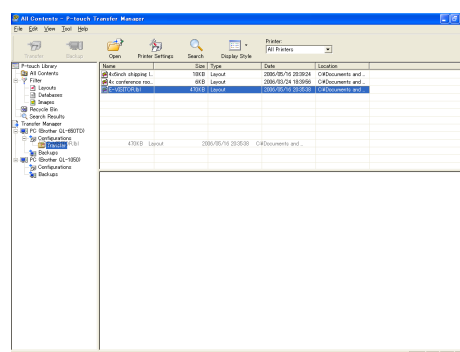 All Contents - P-touch Transfer Manager
File Edit View Tool Help
Transfer Backup Open Printer Settings Search Display Style Printer:
All Printers
P-touch Library
All Contents
Filter
Layouts
Databases
Images
Recycle Bin
Search Results
Transfer Manager
PC (Brother QL-650TD)
Configurations
Transfer R.lbl
Backups
PC (Brother QL-1050)
Configurations
Backups
Name Size Type Date Location
4x6inch shipping l... 18KB Layout 2006/05/16 20:39:24 C:¥Documents and ...
4x conference roo... 6KB Layout 2006/03/24 18:39:56 C:¥Documents and ...
E-VISITOR.lbl 470KB Layout 2006/05/16 20:35:38 C:¥Documents and ...
470KB Layout 2006/05/16 20:35:38 C:¥Documents and ...